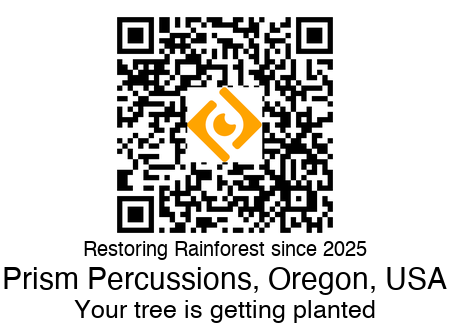 Restoring Rainforest since 2025
Prism Percussions, Oregon, USA
Your tree is getting planted